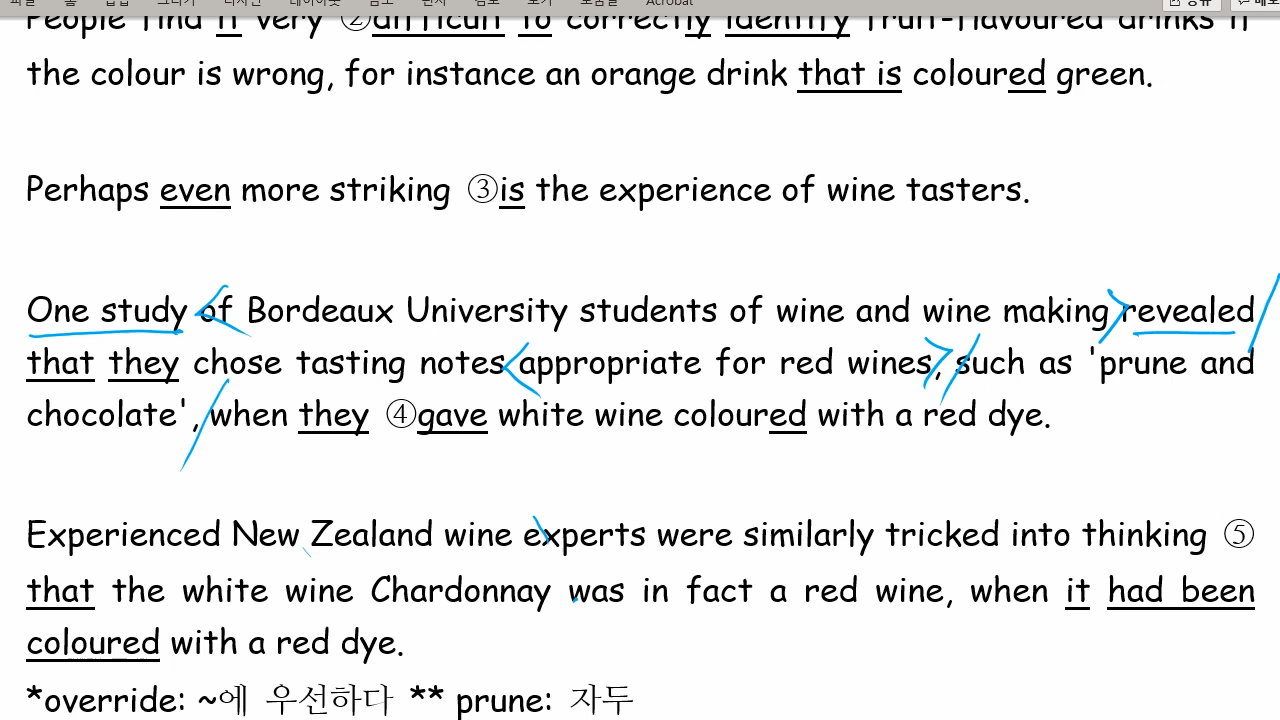 People find it very ②difficult to correctly identify fruit-flavoured drinks if
the colour is wrong, for instance an orange drink that is coloured green.
Perhaps even more striking ③is the experience of wine tasters.
One study of Bordeaux University students of wine and wine making revealed
that they chose tasting notes appropriate for red wines, such as 'prune and
chocolate', when they ④gave white wine coloured with a red dye.
Experienced New Zealand wine experts were similarly tricked into thinking ⑤
that the white wine Chardonnay was in fact a red wine, when it had been
coloured with a red dye.
*override: ~에 우선하다 ** prune: 자두